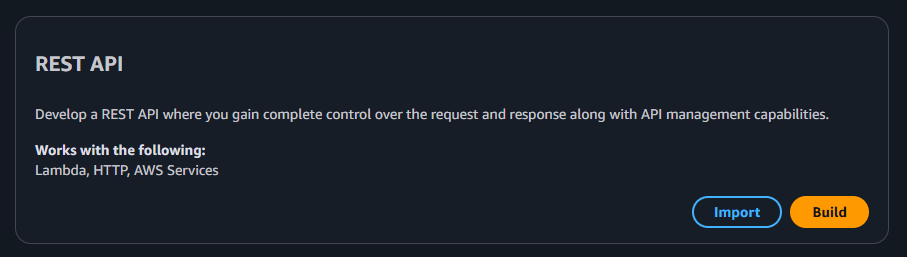 REST API
Develop a REST API where you gain complete control over the request and response along with API management capabilities.
Works with the following:
Lambda, HTTP, AWS Services
Import Build